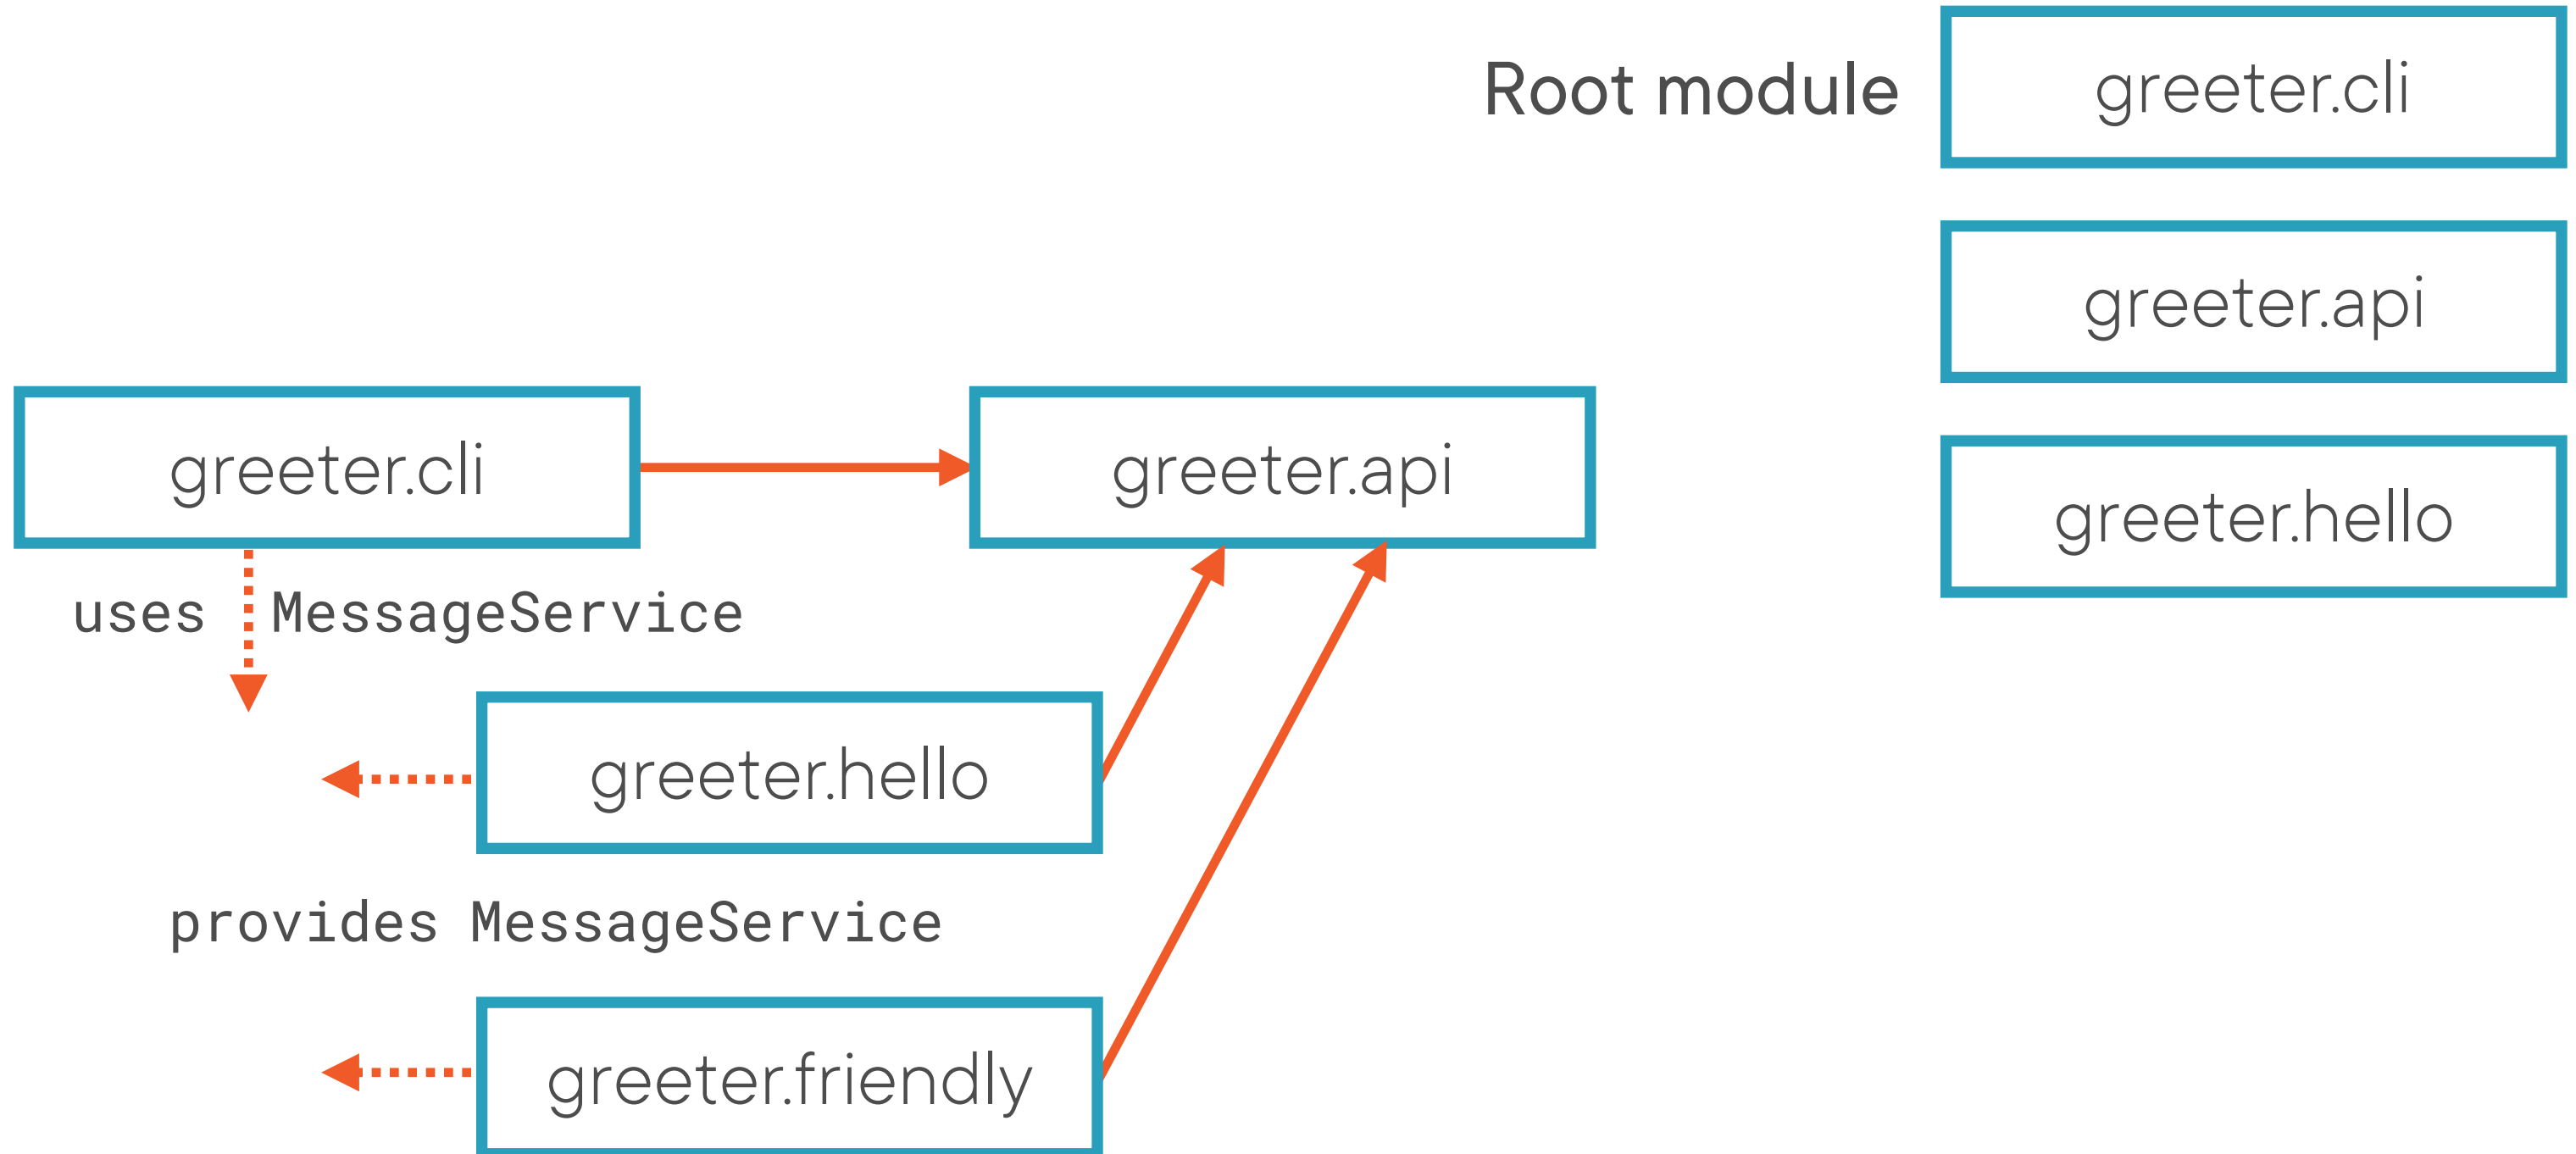 Root module
greeter.cli
greeter.api
greeter.hello
greeter.cli
greeter.api
uses MessageService
greeter.hello
provides MessageService
greeter.friendly